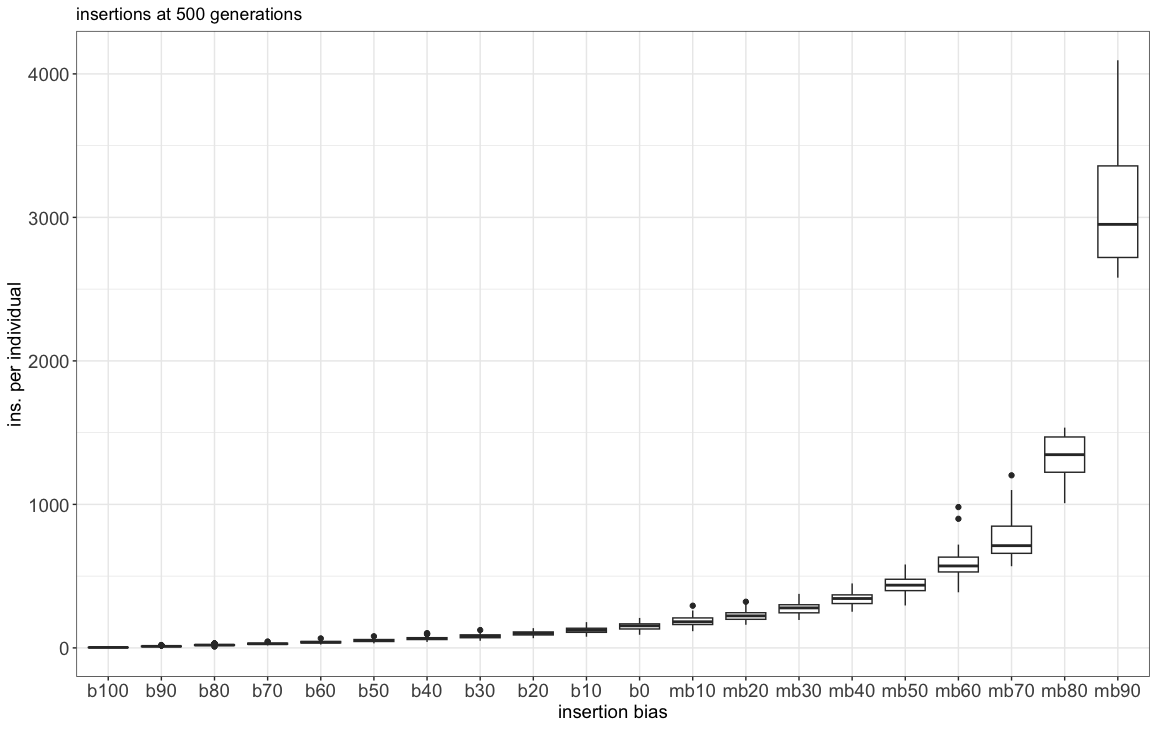 insertions at 500 generations
ins. per individual
4000
3000
2000
1000
0
b100 b90 b80 b70 b60 b50 b40 b30 b20 b10 b0 mb10 mb20 mb30 mb40 mb50 mb60 mb70 mb80 mb90
insertion bias